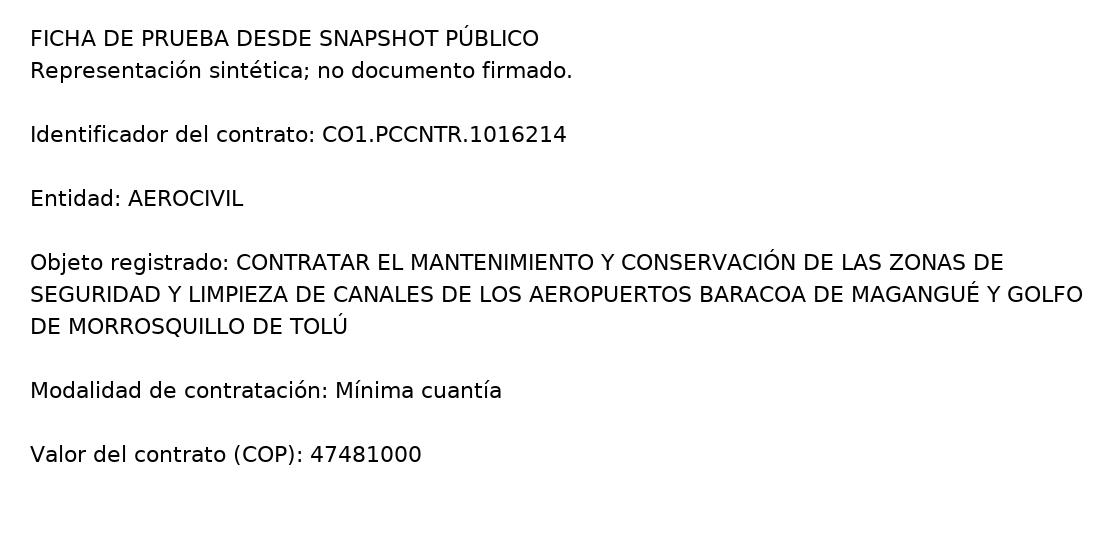 FICHA DE PRUEBA DESDE SNAPSHOT PÚBLICO
Representación sintética; no documento firmado.
Identificador del contrato: CO1.PCCNTR.1016214
Entidad: AEROCIVIL
Objeto registrado: CONTRATAR EL MANTENIMIENTO Y CONSERVACIÓN DE LAS ZONAS DE
SEGURIDAD Y LIMPIEZA DE CANALES DE LOS AEROPUERTOS BARACOA DE MAGANGUÉ Y GOLFO
DE MORROSQUILLO DE TOLÚ
Modalidad de contratación: Mínima cuantía
Valor del contrato (COP): 47481000